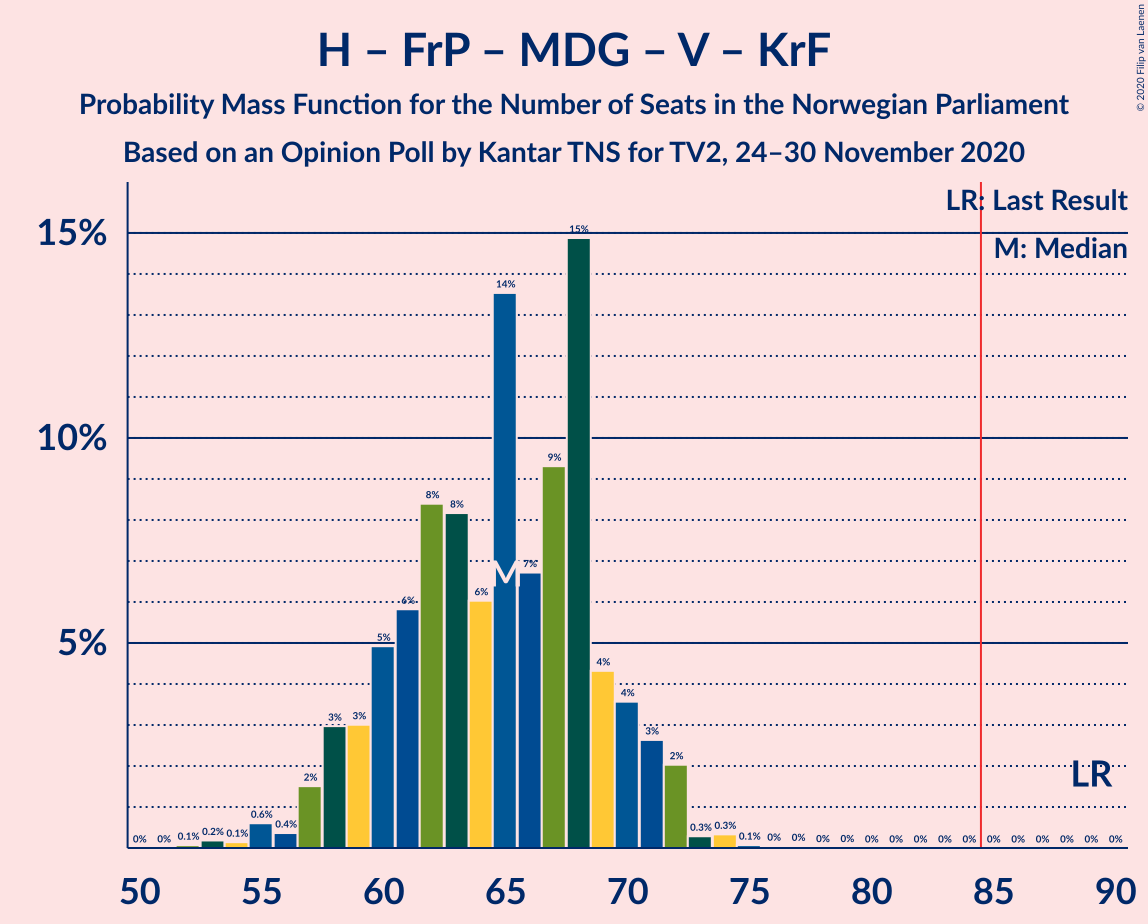 H – FrP – MDG – V – KrF
Probability Mass Function for the Number of Seats in the Norwegian Parliament
Based on an Opinion Poll by Kantar TNS for TV2, 24–30 November 2020
© 2020 Filip van Laenen
LR: Last Result
M: Median
15%
10%
5%
0% 0% 0.1% 0.2% 0.1% 0.6% 0.4% 2% 3% 3% 5% 6% 8% 8% 6% 14% 7% 9% 15% 4% 4% 3% 2% 0.3% 0.3% 0.1% 0% 0% 0% 0% 0% 0% 0% 0% 0% 0% 0% 0% 0% 0% 0%
M
LR
50 55 60 65 70 75 80 85 90